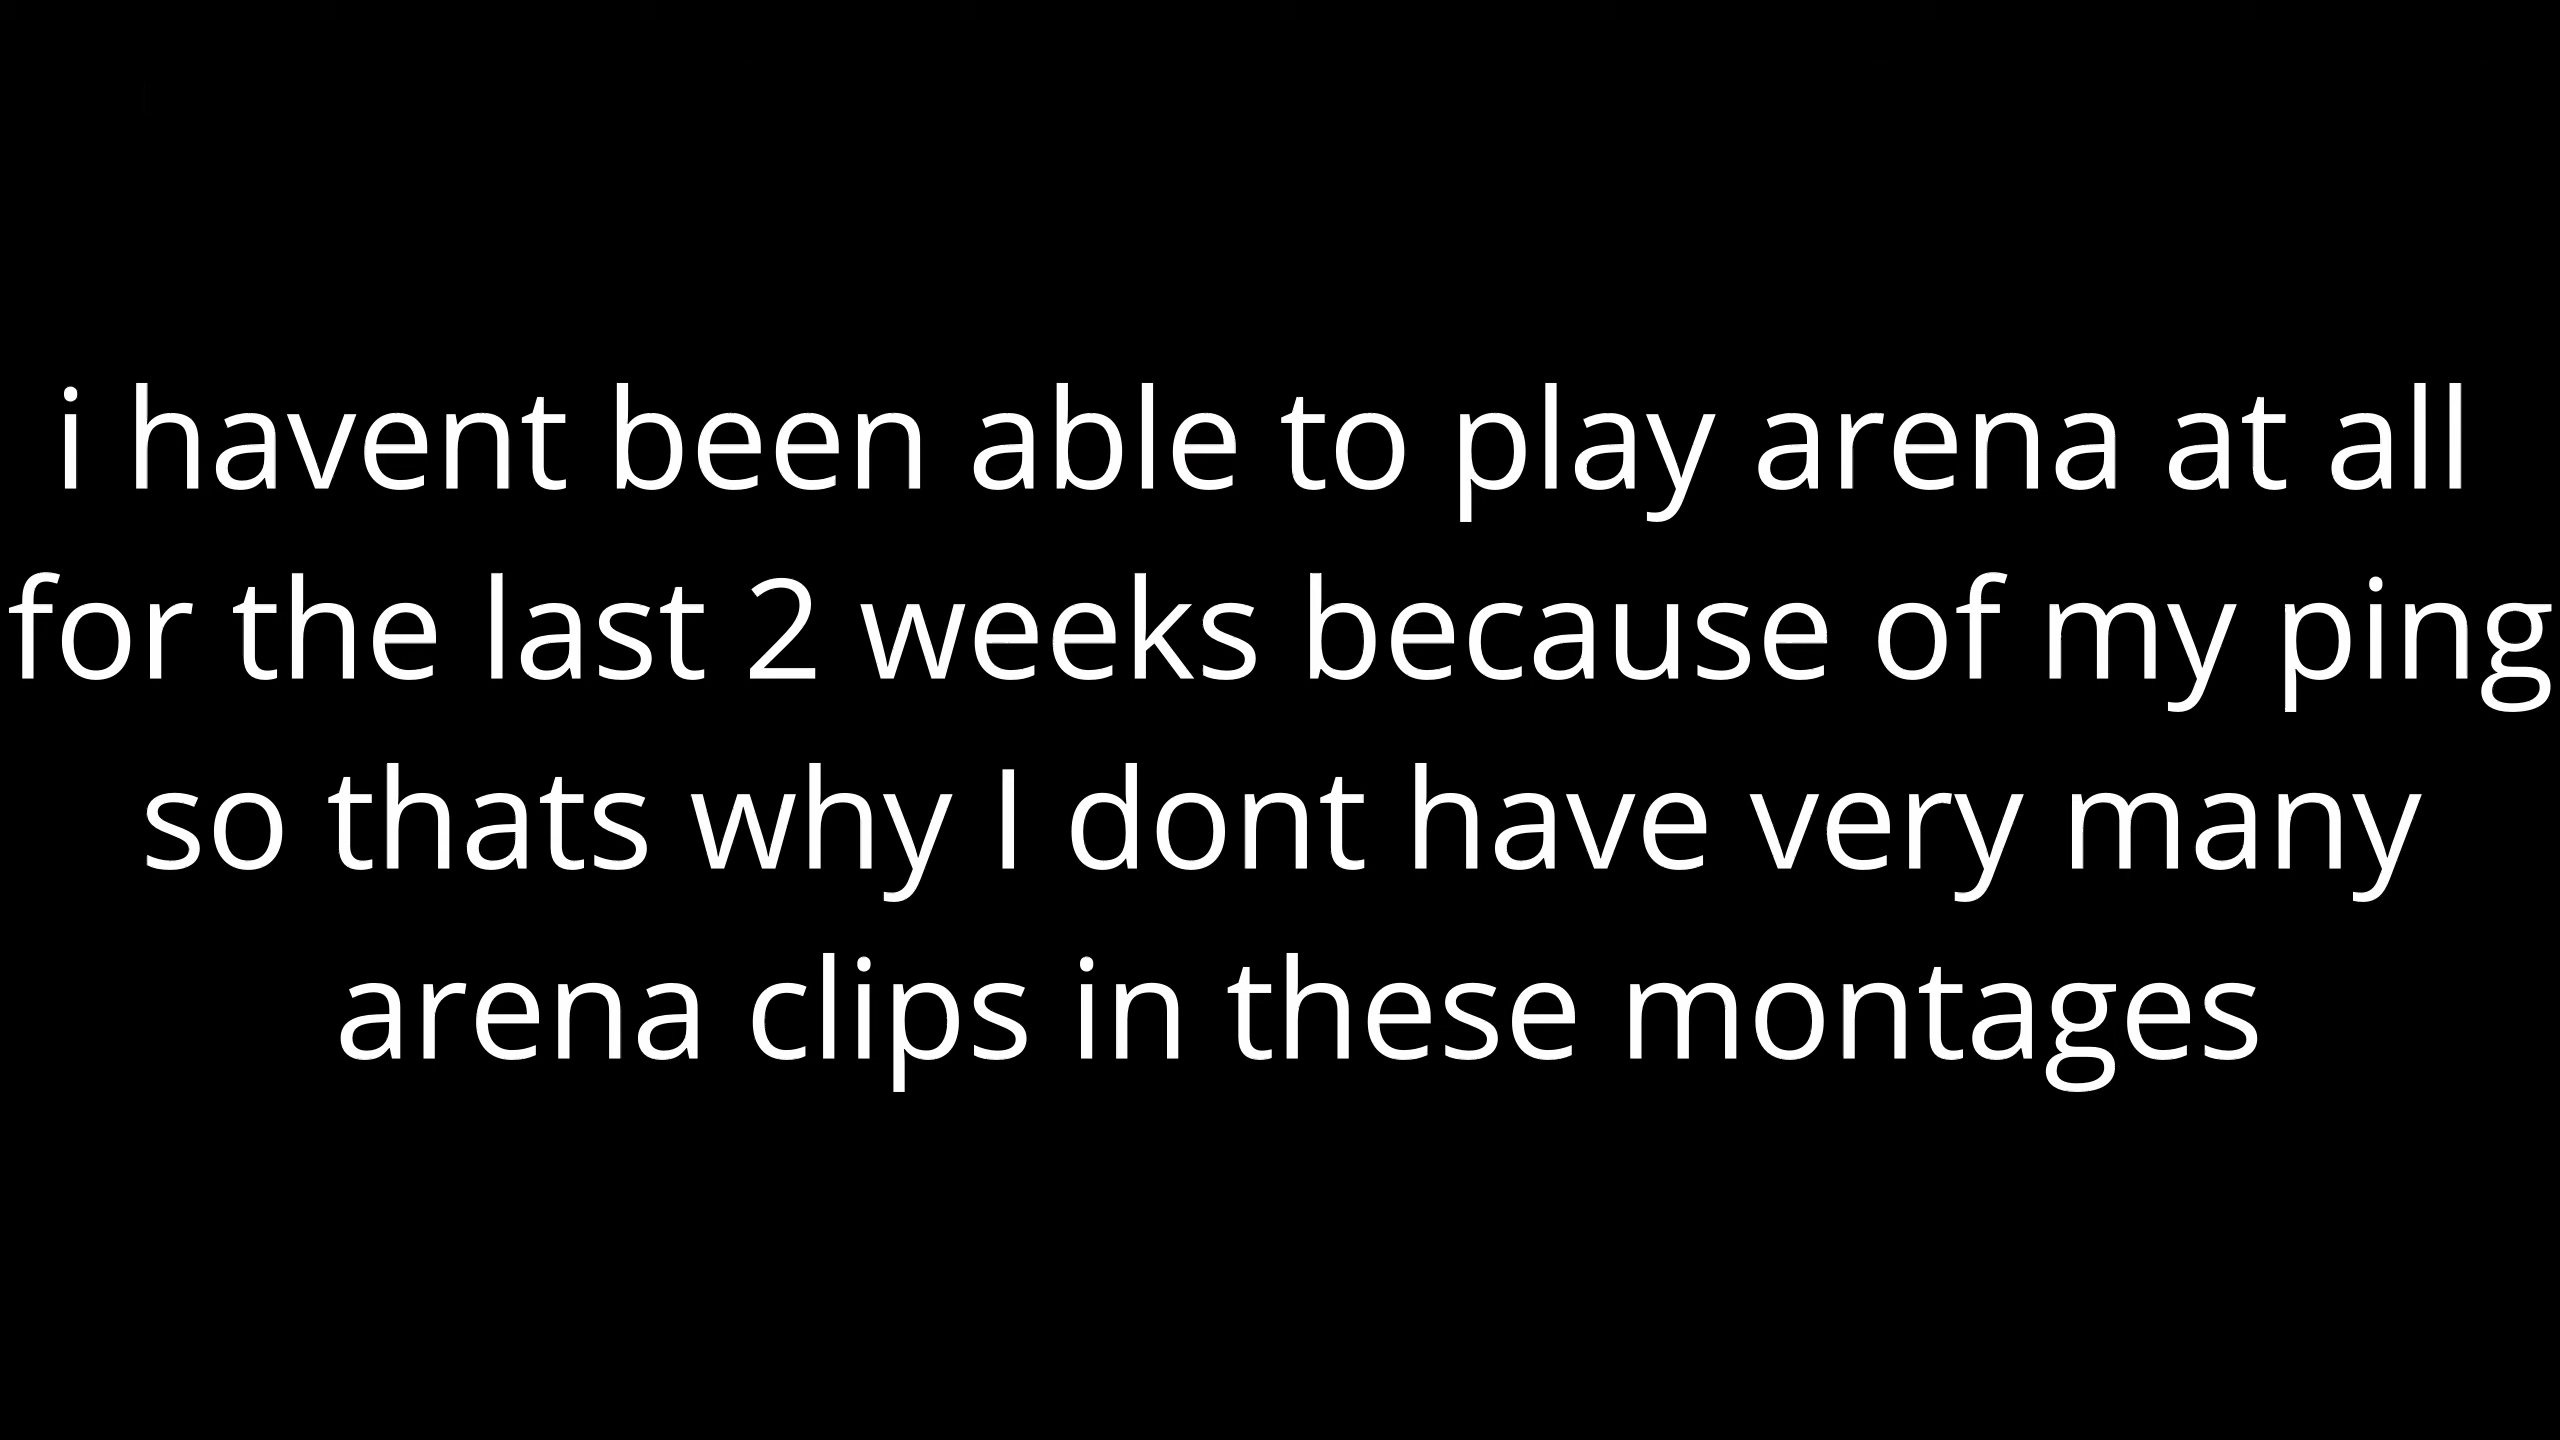 i havent been able to play arena at all
for the last 2 weeks because of my ping
so thats why I dont have very many
arena clips in these montages